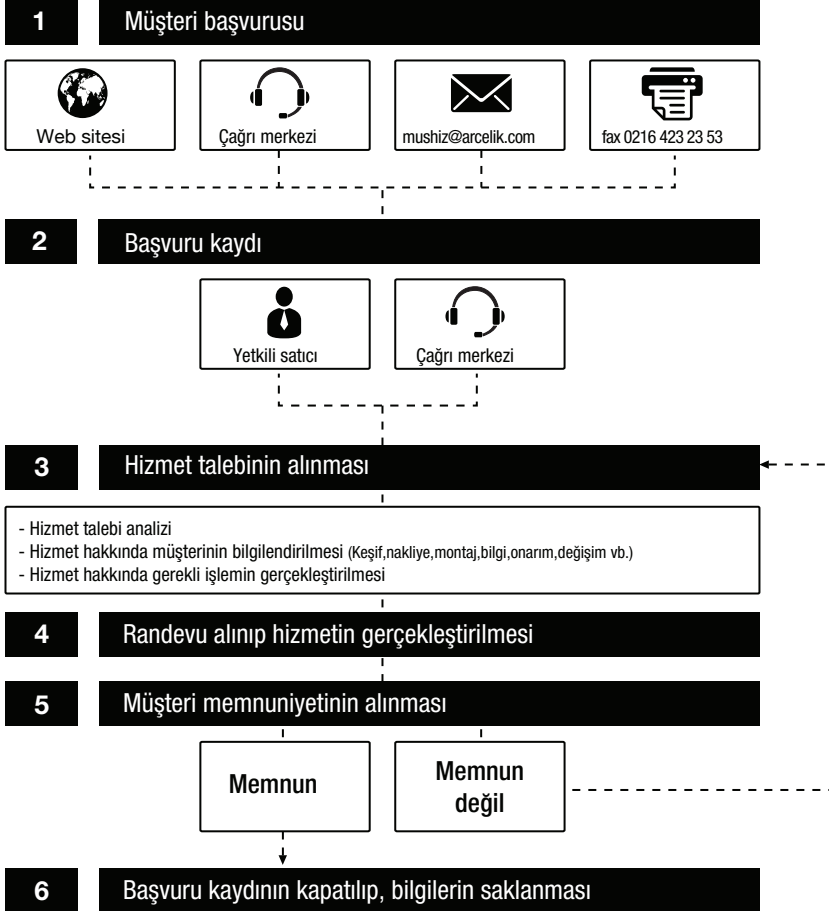 1 Müşteri başvurusu
Web sitesi
Çağrı merkezi
mushiz@arcelik.com
fax 0216 423 23 53
2 Başvuru kaydı
Yetkili satıcı
Çağrı merkezi
3 Hizmet talebinin alınması
- Hizmet talebi analizi
- Hizmet hakkında müşterinin bilgilendirilmesi (Keşif,nakliye,montaj,bilgi,onarım,değişim vb.)
- Hizmet hakkında gerekli işlemin gerçekleştirilmesi
4 Randevu alınıp hizmetin gerçekleştirilmesi
5 Müşteri memnuniyetinin alınması
Memnun
Memnun
değil
6 Başvuru kaydının kapatılıp, bilgilerin saklanması